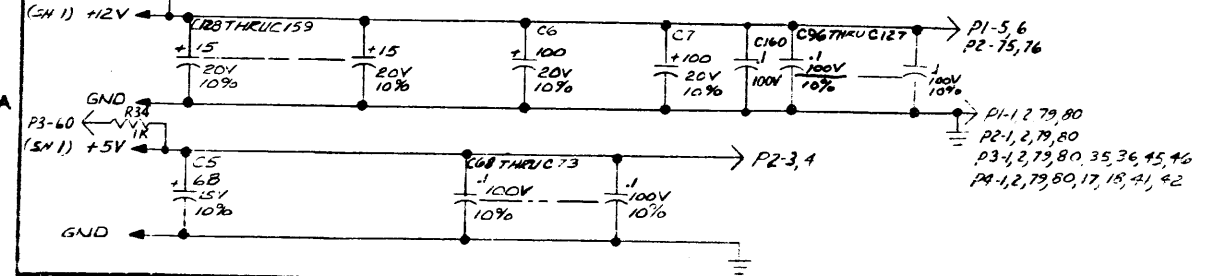 (SH 1) +12V
C128 THRU C159
+ 15
20V
10%
+15
20V
10%
C6
+ 100
20V
10%
C7
+100
20V
10%
C160
.1
100V
C96 THRU C127
.1
100V
10%
.1
100V
10%
P1-5,6
P2-75,76
A
GND
P3-60
R34
1K
P1-1,2 79,80
P2-1,2,79,80
P3-1,2,79,80,35,36,45,46
P4-1,2,79,80,17,18,41,42
(SH 1) +5V
C5
+ 68
15V
10%
C68 THRU C73
.1
100V
10%
.1
100V
10%
P2-3,4
GND